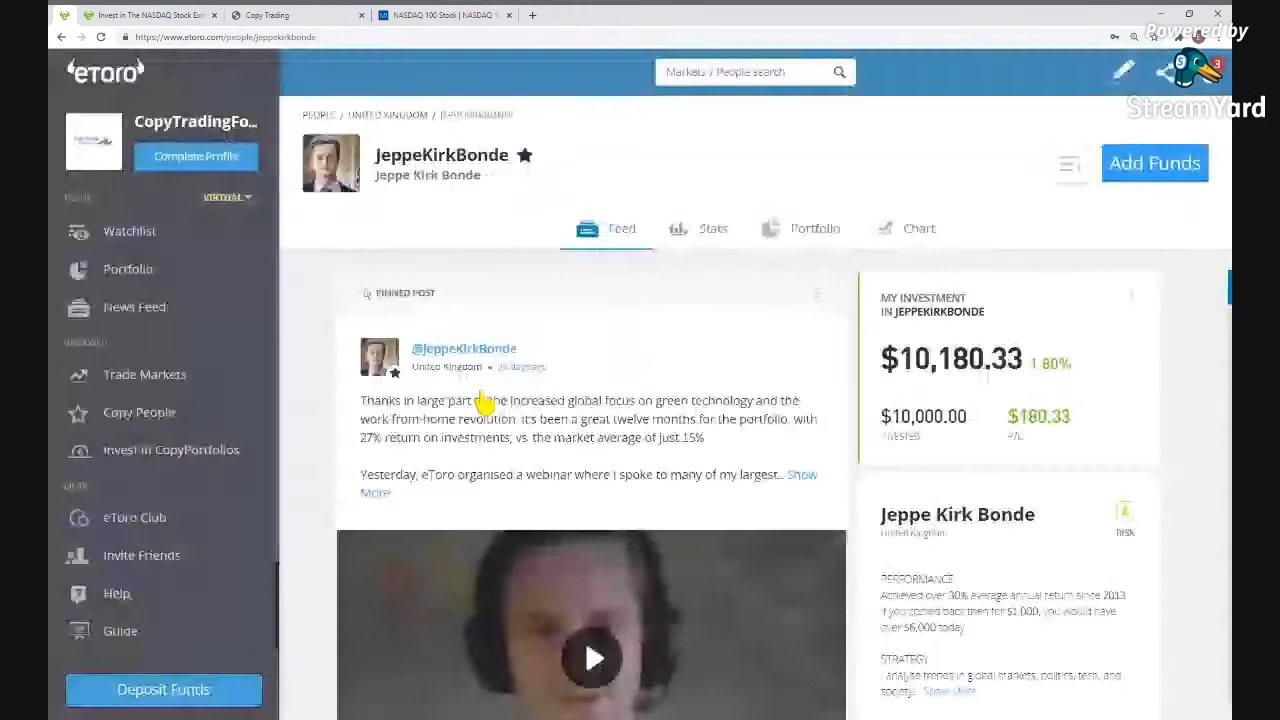 Invest in The NASDAQ Stock Exc
Copy Trading
NASDAQ 100 Stock | NASDAQ 1
https://www.etoro.com/people/jeppekirkbonde
Powered by
StreamYard
3
eToro
Markets / People search
CopyTradingFo...
Complete Profile
VIRTUAL
Watchlist
Portfolio
News Feed
Trade Markets
Copy People
Invest in CopyPortfolios
eToro Club
Invite Friends
Help
Guide
Deposit Funds
PEOPLE / UNITED KINGDOM / JEPPEKIRKBONDE
JeppeKirkBonde
Jeppe Kirk Bonde
Add Funds
Feed
Stats
Portfolio
Chart
PINNED POST
@JeppeKirkBonde
United Kingdom
Thanks in large part the increased global focus on green technology and the
work-from-home revolution, it's been a great twelve months for the portfolio, with
27% return on investments, vs. the market average of just 15%
Yesterday, eToro organised a webinar where I spoke to many of my largest... Show
More
MY INVESTMENT
IN JEPPEKIRKBONDE
$10,180.33 1.80%
$10,000.00 $180.33
INVESTED P/L
Jeppe Kirk Bonde
United Kingdom
RISK
PERFORMANCE
Achieved over 30% average annual return since 2013
If you copied back then for $1,000, you would have
over $6,000 today
STRATEGY
I analyse trends in global markets, politics, tech, and
society. Show More